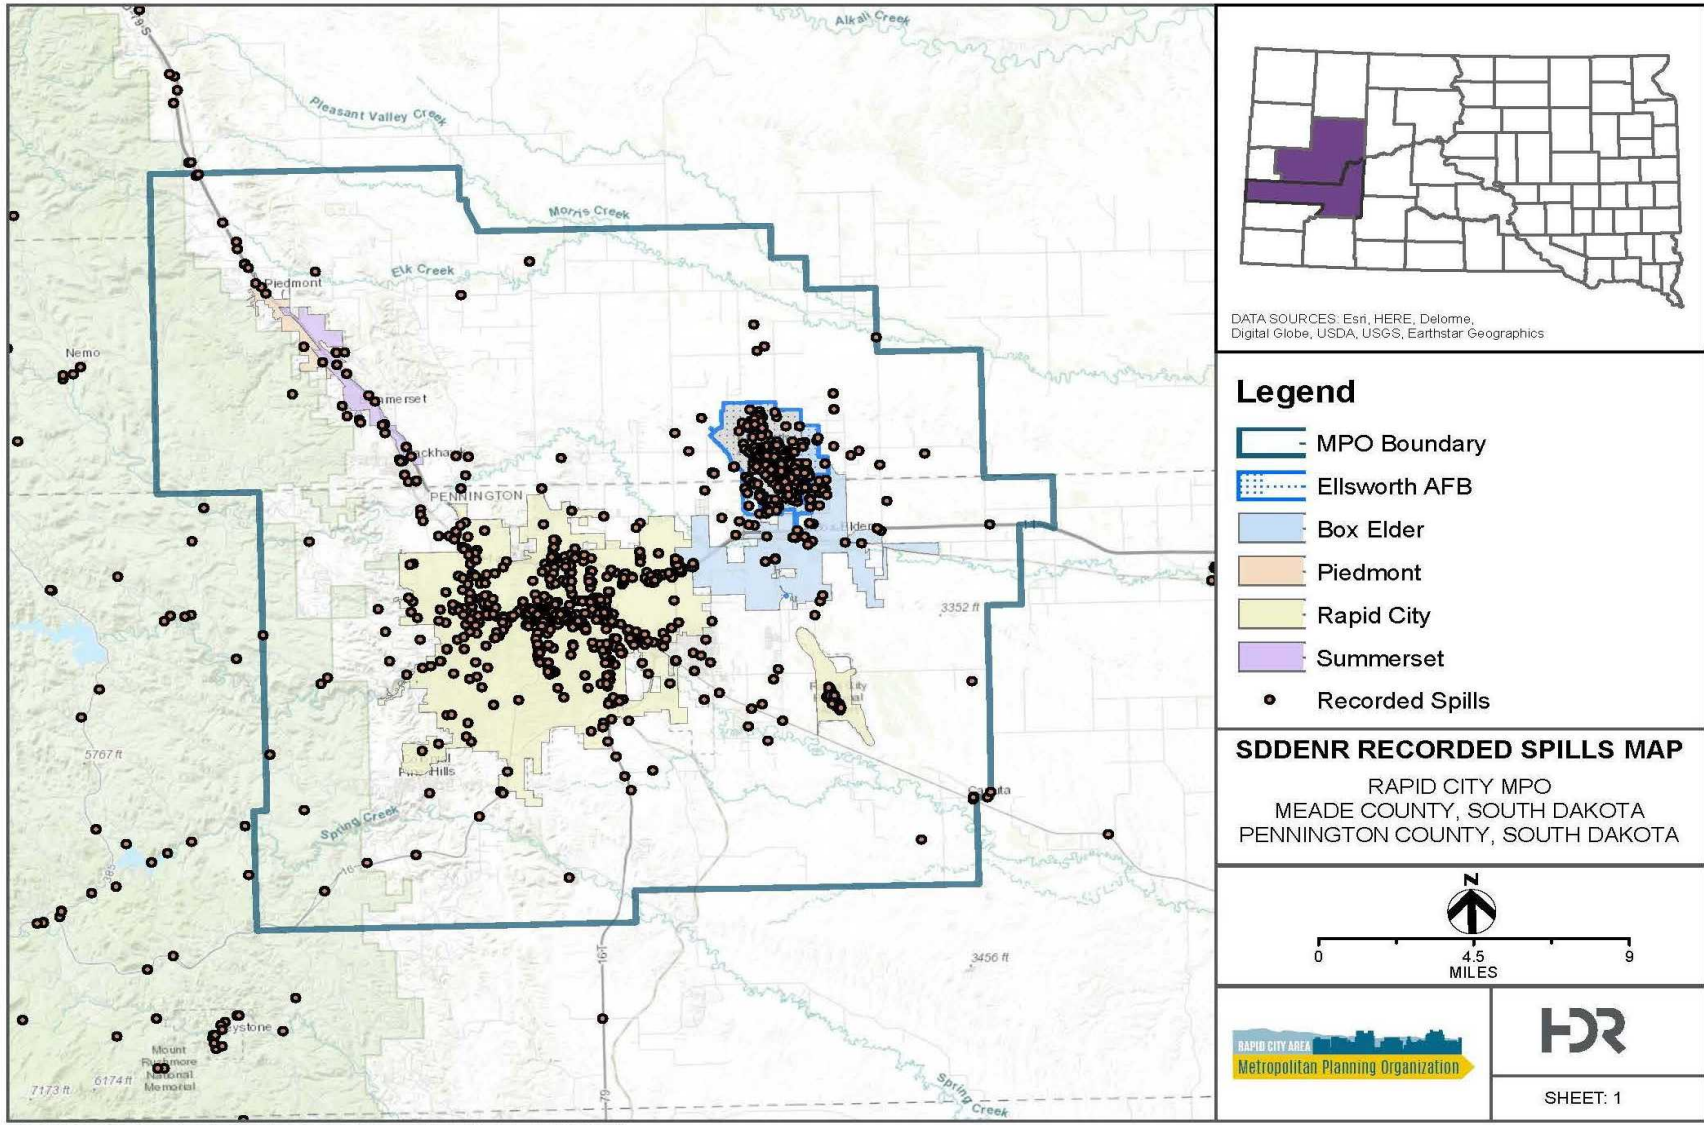 Alkali Creek
Pleasant Valley Creek
Morris Creek
Elk Creek
Piedmont
Nemo
PENNINGTON
3352 ft
5767 ft
Spring Creek
16
385
3456 ft
Mount
Rushmore
National
Memorial
7173 ft
6174 ft
79
Spring Creek
DATA SOURCES: Esri, HERE, Delorme,
Digital Globe, USDA, USGS, Earthstar Geographics
Legend
MPO Boundary
Ellsworth AFB
Box Elder
Piedmont
Rapid City
Summerset
Recorded Spills
SDDENR RECORDED SPILLS MAP
RAPID CITY MPO
MEADE COUNTY, SOUTH DAKOTA
PENNINGTON COUNTY, SOUTH DAKOTA
N
0 4.5 9
MILES
RAPID CITY AREA
Metropolitan Planning Organization
HDR
SHEET: 1